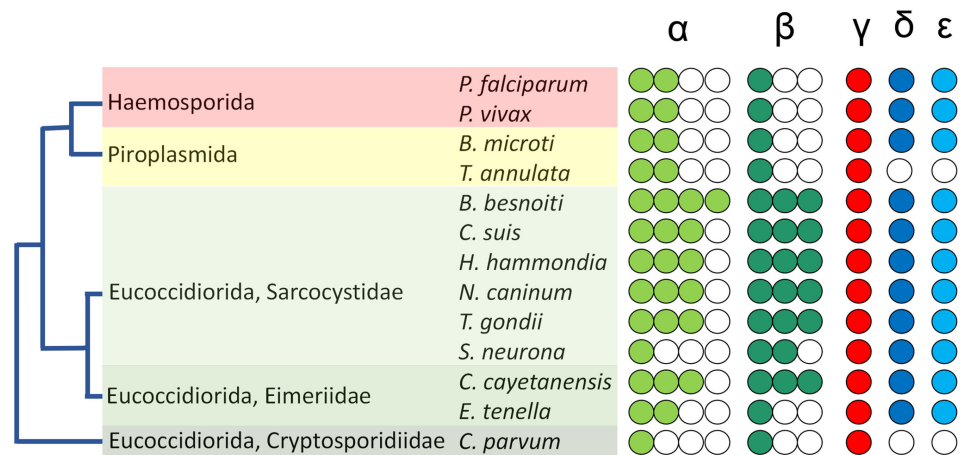 α β γ δ ε
Haemosporida
P. falciparum
P. vivax
Piroplasmida
B. microti
T. annulata
Eucoccidiorida, Sarcocystidae
B. besnoiti
C. suis
H. hammondia
N. caninum
T. gondii
S. neurona
Eucoccidiorida, Eimeriidae
C. cayetanensis
E. tenella
Eucoccidiorida, Cryptosporidiidae
C. parvum